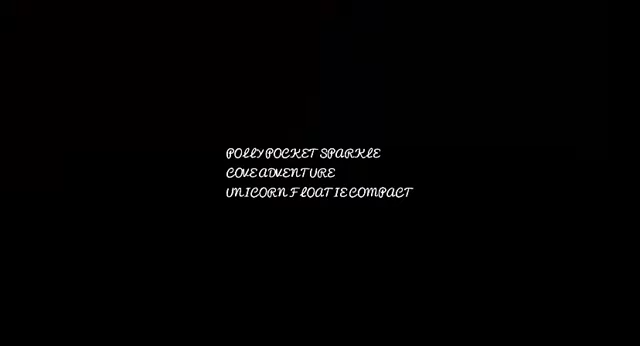 POLLY POCKET SPARKLE
COVE ADVENTURE
UNICORN FLOATIE COMPACT